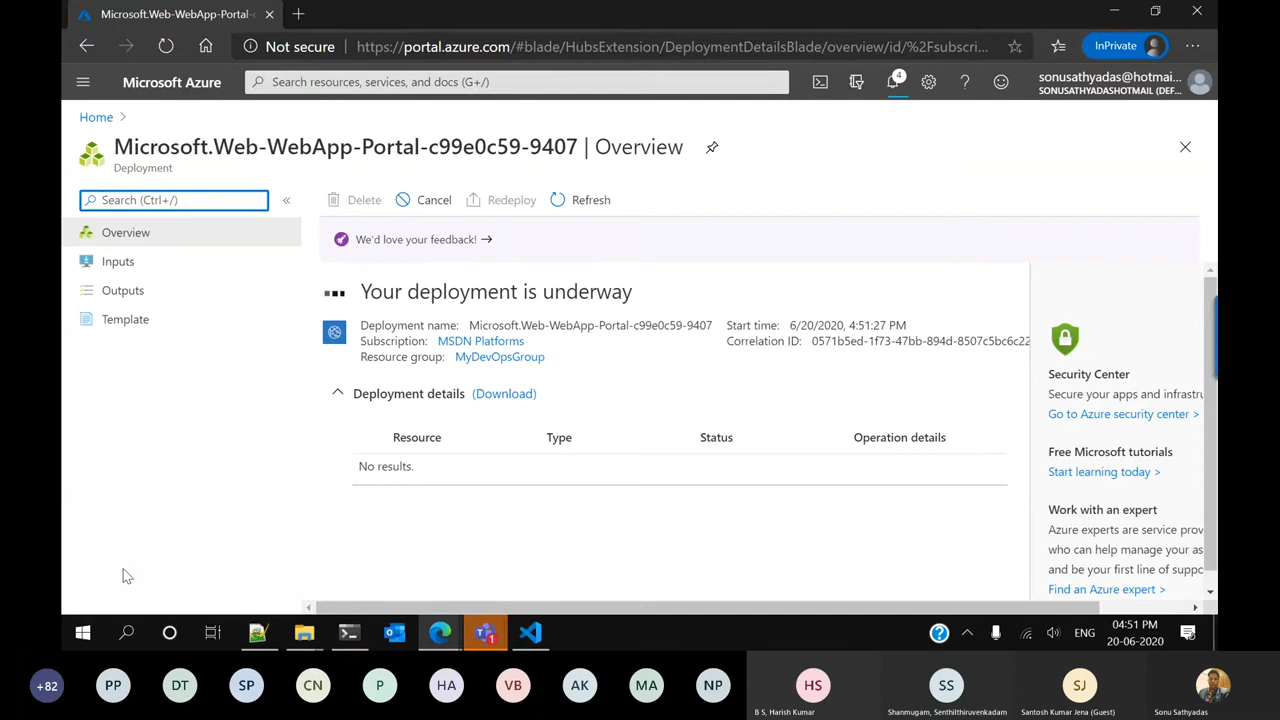 Microsoft.Web-WebApp-Portal-c
Not secure
https://portal.azure.com/#blade/HubsExtension/DeploymentDetailsBlade/overview/id/%2Fsubscri...
InPrivate
Microsoft Azure
Search resources, services, and docs (G+/)
4
sonusathyadas@hotmai...
SONUSATHYADASHOTMAIL (DEF...
Home
Microsoft.Web-WebApp-Portal-c99e0c59-9407 | Overview
Deployment
Search (Ctrl+/)
Delete
Cancel
Redeploy
Refresh
Overview
Inputs
Outputs
Template
We'd love your feedback! →
Your deployment is underway
Deployment name: Microsoft.Web-WebApp-Portal-c99e0c59-9407
Subscription: MSDN Platforms
Resource group: MyDevOpsGroup
Start time: 6/20/2020, 4:51:27 PM
Correlation ID: 0571b5ed-1f73-47bb-894d-8507c5bc6c22
Deployment details (Download)
Resource Type Status Operation details
No results.
Security Center
Secure your apps and infrastru
Go to Azure security center >
Free Microsoft tutorials
Start learning today >
Work with an expert
Azure experts are service prov
who can help manage your as
and be your first line of suppo
Find an Azure expert >
1
ENG
04:51 PM
20-06-2020
+82
PP
DT
SP
CN
P
HA
VB
AK
MA
NP
HS
B S, Harish Kumar
SS
Shanmugam, Senthilthiruvenkadam
SJ
Santosh Kumar Jena (Guest)
Sonu Sathyadas